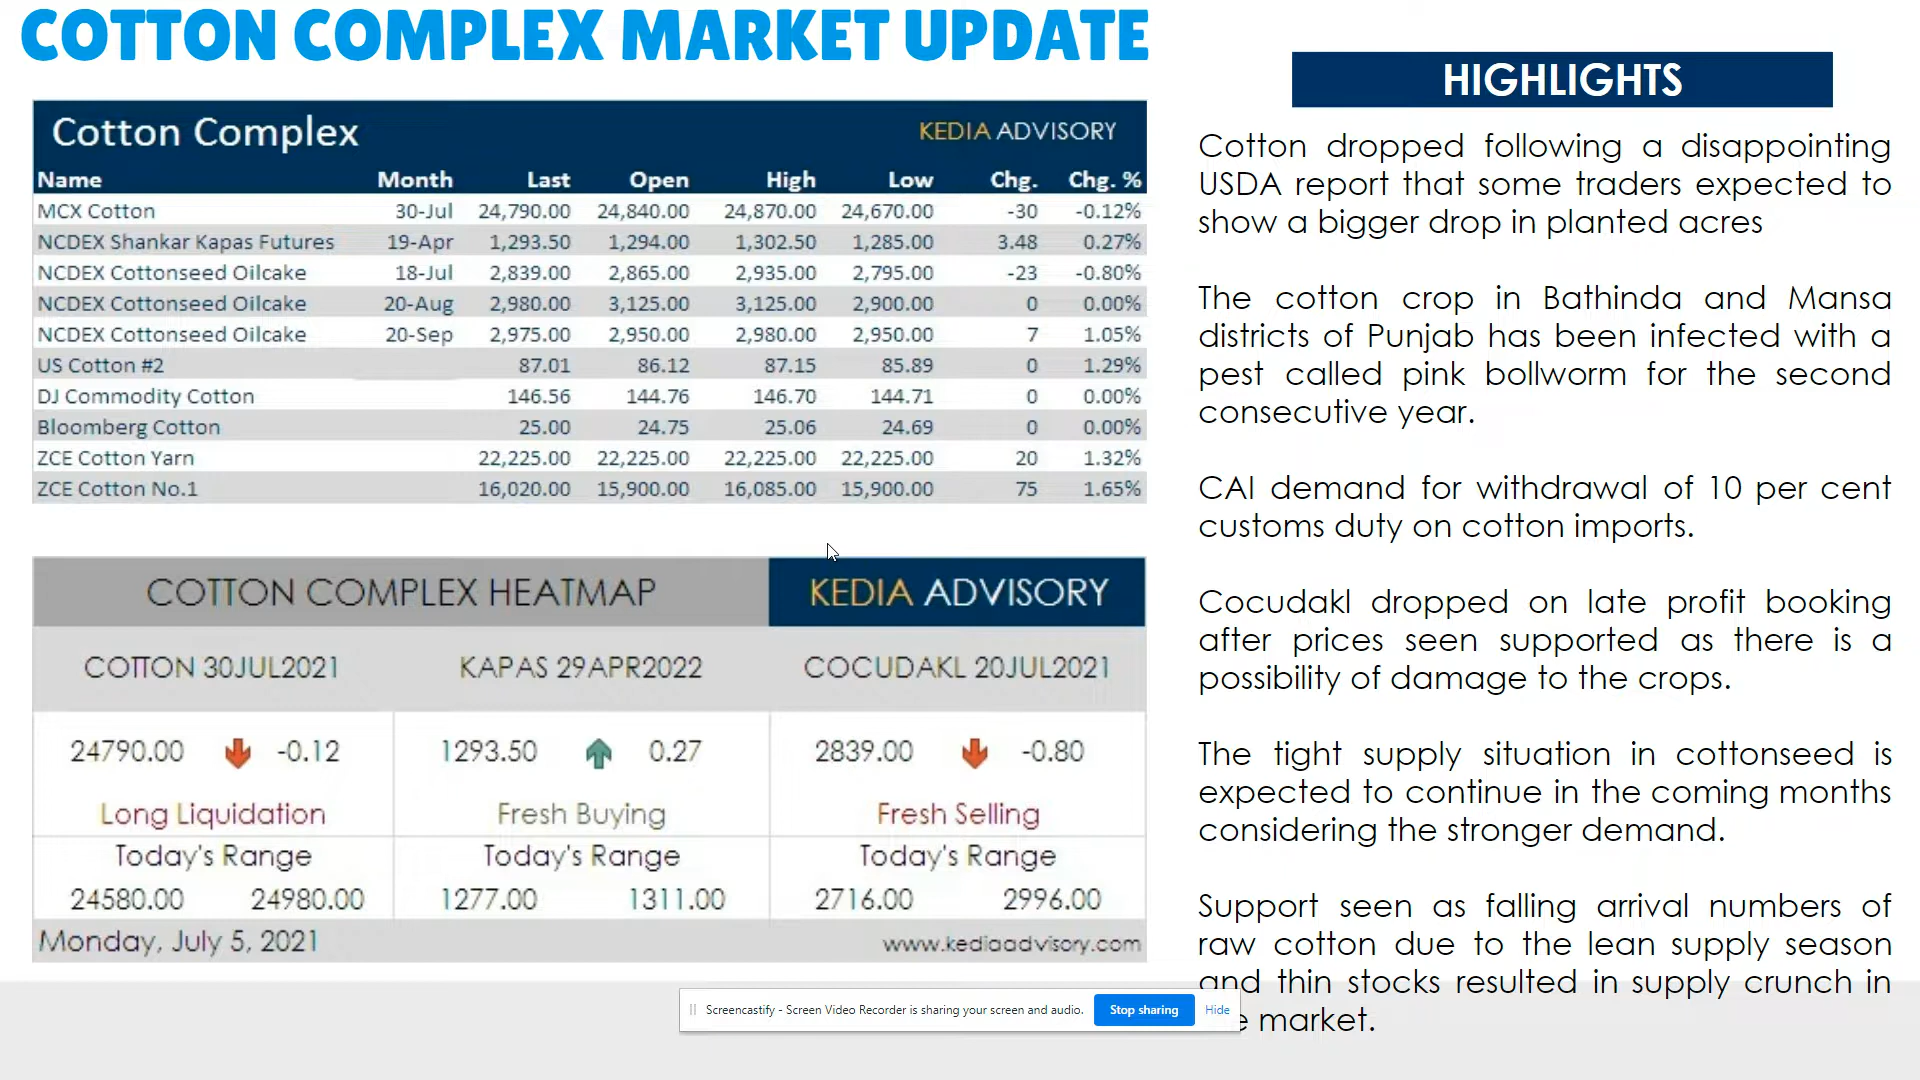 COTTON COMPLEX MARKET UPDATE
Cotton Complex KEDIA ADVISORY
Name Month Last Open High Low Chg. Chg. %
MCX Cotton 30-Jul 24,790.00 24,840.00 24,870.00 24,670.00 -30 -0.12%
NCDEX Shankar Kapas Futures 19-Apr 1,293.50 1,294.00 1,302.50 1,285.00 3.48 0.27%
NCDEX Cottonseed Oilcake 18-Jul 2,839.00 2,865.00 2,935.00 2,795.00 -23 -0.80%
NCDEX Cottonseed Oilcake 20-Aug 2,980.00 3,125.00 3,125.00 2,900.00 0 0.00%
NCDEX Cottonseed Oilcake 20-Sep 2,975.00 2,950.00 2,980.00 2,950.00 7 1.05%
US Cotton #2 87.01 86.12 87.15 85.89 0 1.29%
DJ Commodity Cotton 146.56 144.76 146.70 144.71 0 0.00%
Bloomberg Cotton 25.00 24.75 25.06 24.69 0 0.00%
ZCE Cotton Yarn 22,225.00 22,225.00 22,225.00 22,225.00 20 1.32%
ZCE Cotton No.1 16,020.00 15,900.00 16,085.00 15,900.00 75 1.65%
COTTON COMPLEX HEATMAP KEDIA ADVISORY
COTTON 30JUL2021 KAPAS 29APR2022 COCUDAKL 20JUL2021
24790.00 -0.12 1293.50 0.27 2839.00 -0.80
Long Liquidation Fresh Buying Fresh Selling
Today's Range Today's Range Today's Range
24580.00 24980.00 1277.00 1311.00 2716.00 2996.00
Monday, July 5, 2021 www.kediaadvisory.com
HIGHLIGHTS
Cotton dropped following a disappointing
USDA report that some traders expected to
show a bigger drop in planted acres
The cotton crop in Bathinda and Mansa
districts of Punjab has been infected with a
pest called pink bollworm for the second
consecutive year.
CAI demand for withdrawal of 10 per cent
customs duty on cotton imports.
Cocudakl dropped on late profit booking
after prices seen supported as there is a
possibility of damage to the crops.
The tight supply situation in cottonseed is
expected to continue in the coming months
considering the stronger demand.
Support seen as falling arrival numbers of
raw cotton due to the lean supply season
and thin stocks resulted in supply crunch in
market.
Screencastify - Screen Video Recorder is sharing your screen and audio. Stop sharing Hide